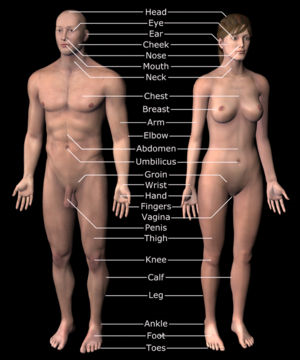 Head
Eye
Ear
Cheek
Nose
Mouth
Neck
Chest
Breast
Arm
Elbow
Abdomen
Umbilicus
Groin
Wrist
Hand
Fingers
Vagina
Penis
Thigh
Knee
Calf
Leg
Ankle
Foot
Toes